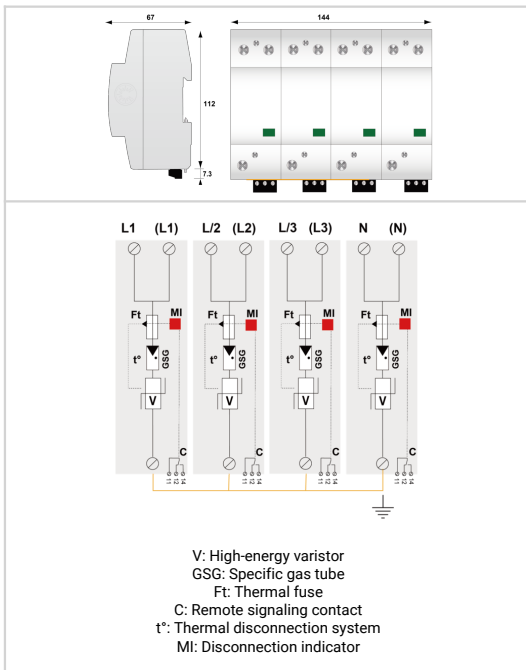 67
144
112
7.3
L1 (L1) L/2 (L2) L/3 (L3) N (N)
Ft MI Ft MI Ft MI Ft MI
t° GSG t° GSG t° GSG t° GSG
V V V V
C C C C
11 12 14 11 12 14 11 12 14 11 12 14
V: High-energy varistor
GSG: Specific gas tube
Ft: Thermal fuse
C: Remote signaling contact
t°: Thermal disconnection system
MI: Disconnection indicator